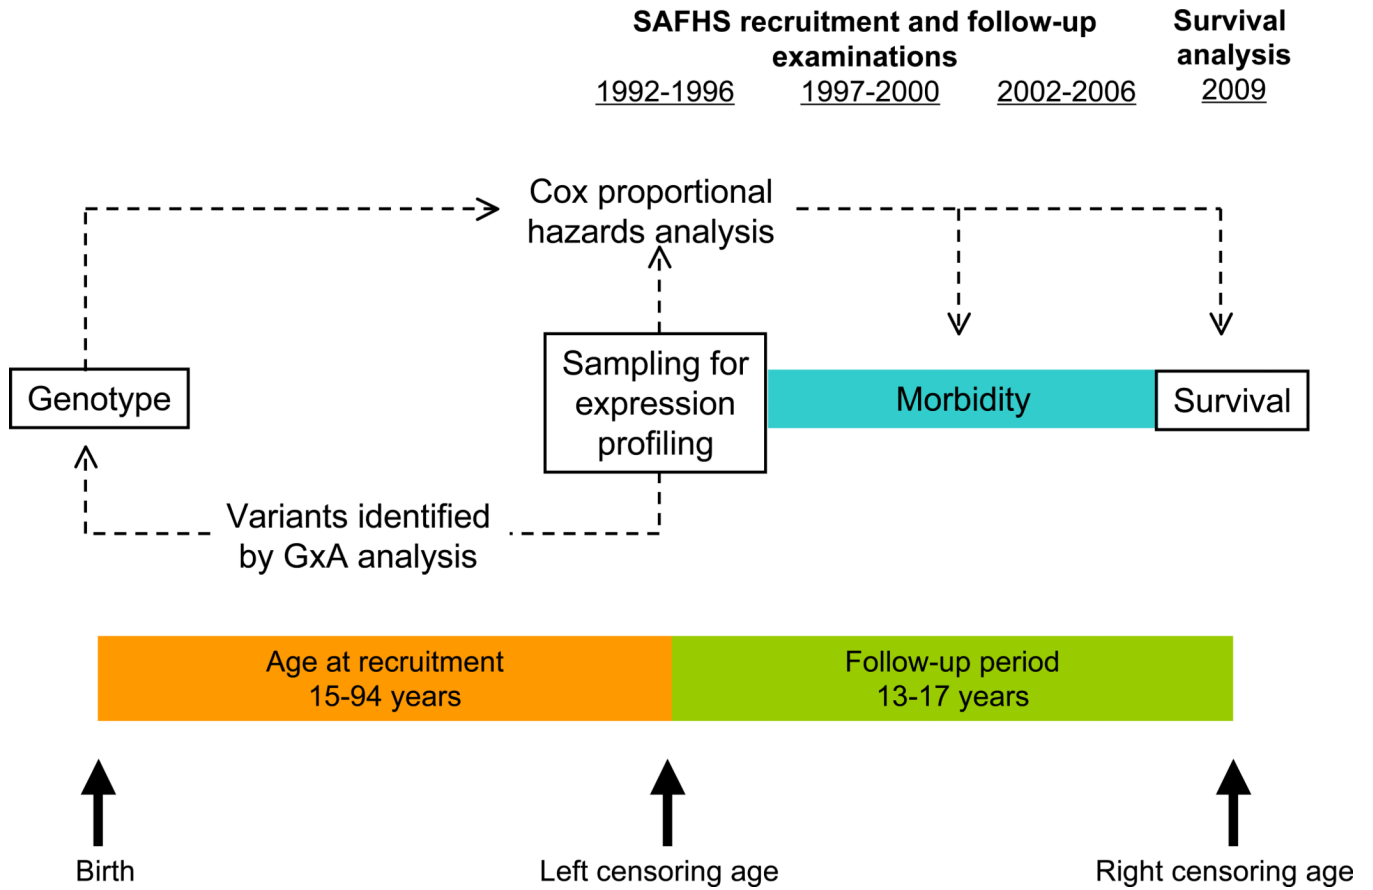 SAFHS recruitment and follow-up
examinations
Survival
analysis
1992-1996
1997-2000
2002-2006
2009
Cox proportional
hazards analysis
Genotype
Sampling for
expression
profiling
Morbidity
Survival
Variants identified
by GxA analysis
Age at recruitment
15-94 years
Follow-up period
13-17 years
Birth
Left censoring age
Right censoring age